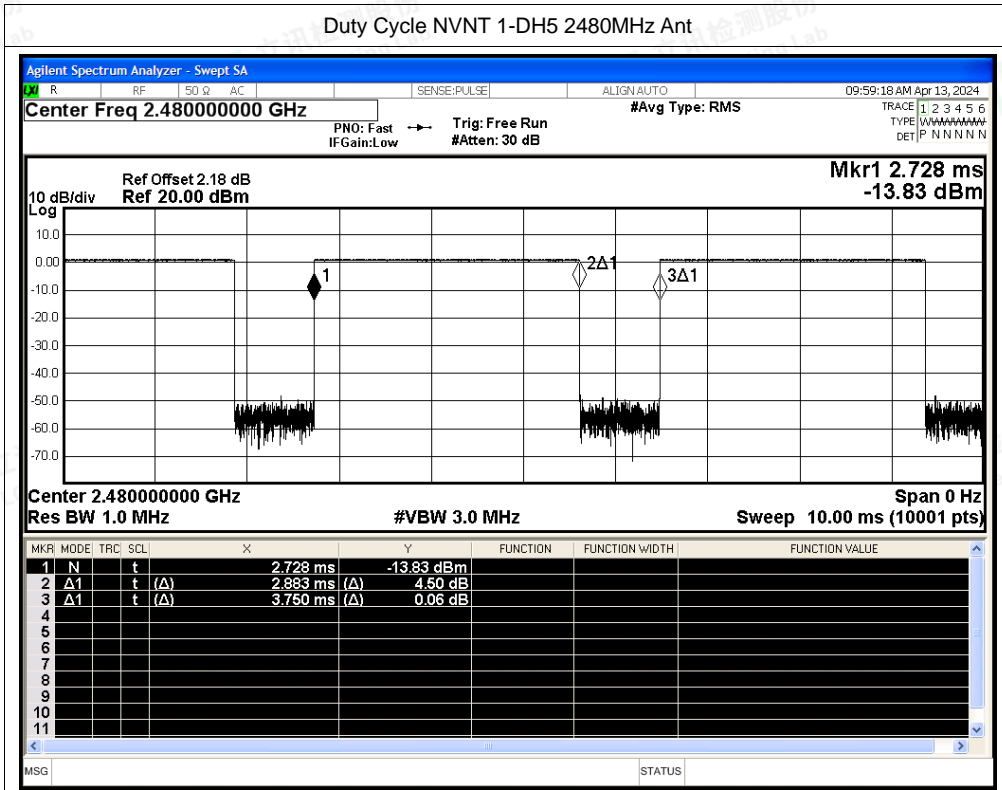 Duty Cycle NVNT 1-DH5 2480MHz Ant
Agilent Spectrum Analyzer - Swept SA
LXI R RF 50 Ω AC SENSE:PULSE ALIGN AUTO 09:59:18 AM Apr 13, 2024
Center Freq 2.480000000 GHz #Avg Type: RMS TRACE 1 2 3 4 5 6
PNO: Fast Trig: Free Run TYPE WWWWWW
IFGain:Low #Atten: 30 dB DET P N N N N N
Mkr1 2.728 ms
Ref Offset 2.18 dB
10 dB/div Ref 20.00 dBm -13.83 dBm
Log
10.0
0.00
2Δ1
1
3Δ1
-10.0
-20.0
-30.0
-40.0
-50.0
-60.0
-70.0
Center 2.480000000 GHz Span 0 Hz
Res BW 1.0 MHz #VBW 3.0 MHz Sweep 10.00 ms (10001 pts)
MKR MODE TRC SCL X Y FUNCTION FUNCTION WIDTH FUNCTION VALUE
1 N t 2.728 ms -13.83 dBm
2 Δ1 t (Δ) 2.883 ms (Δ) 4.50 dB
3 Δ1 t (Δ) 3.750 ms (Δ) 0.06 dB
4
5
6
7
8
9
10
11
MSG STATUS